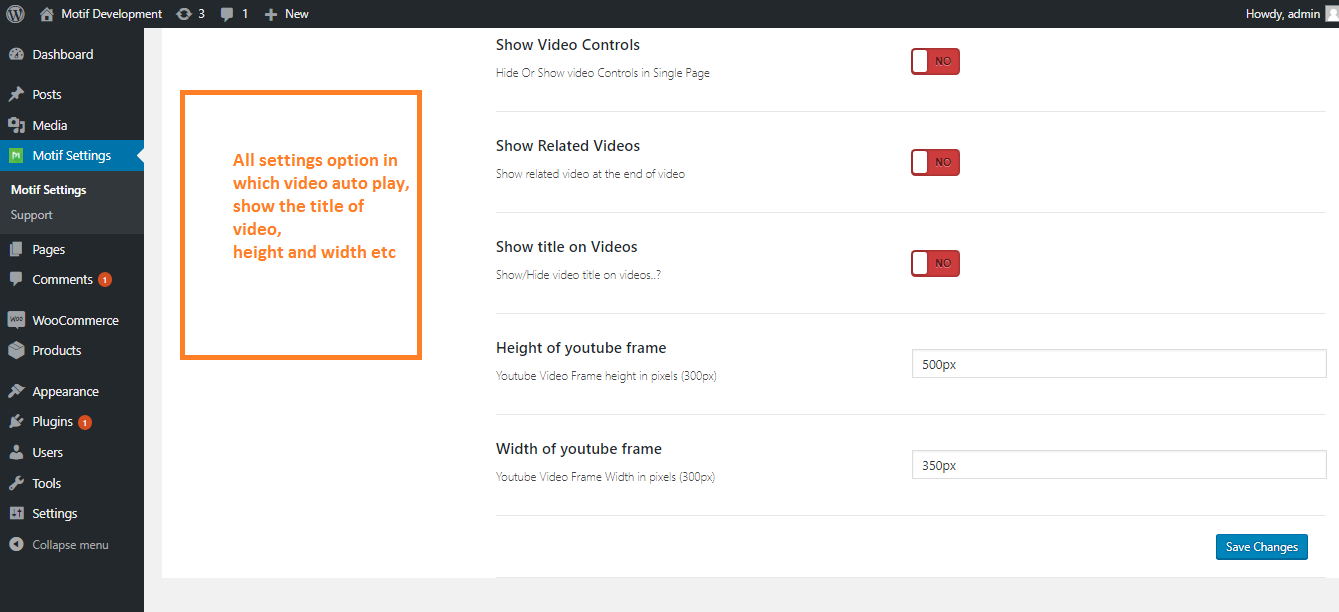 Motif Development 3 1 New Howdy, admin
Dashboard
Posts
Media
Motif Settings
Motif Settings
Support
Pages
Comments 1
WooCommerce
Products
Appearance
Plugins 1
Users
Tools
Settings
Collapse menu
All settings option in
which video auto play,
show the title of
video,
height and width etc
Show Video Controls
Hide Or Show video Controls in Single Page
NO
Show Related Videos
Show related video at the end of video
NO
Show title on Videos
Show/Hide video title on videos..?
NO
Height of youtube frame
Youtube Video Frame height in pixels (300px)
500px
Width of youtube frame
Youtube Video Frame Width in pixels (300px)
350px
Save Changes